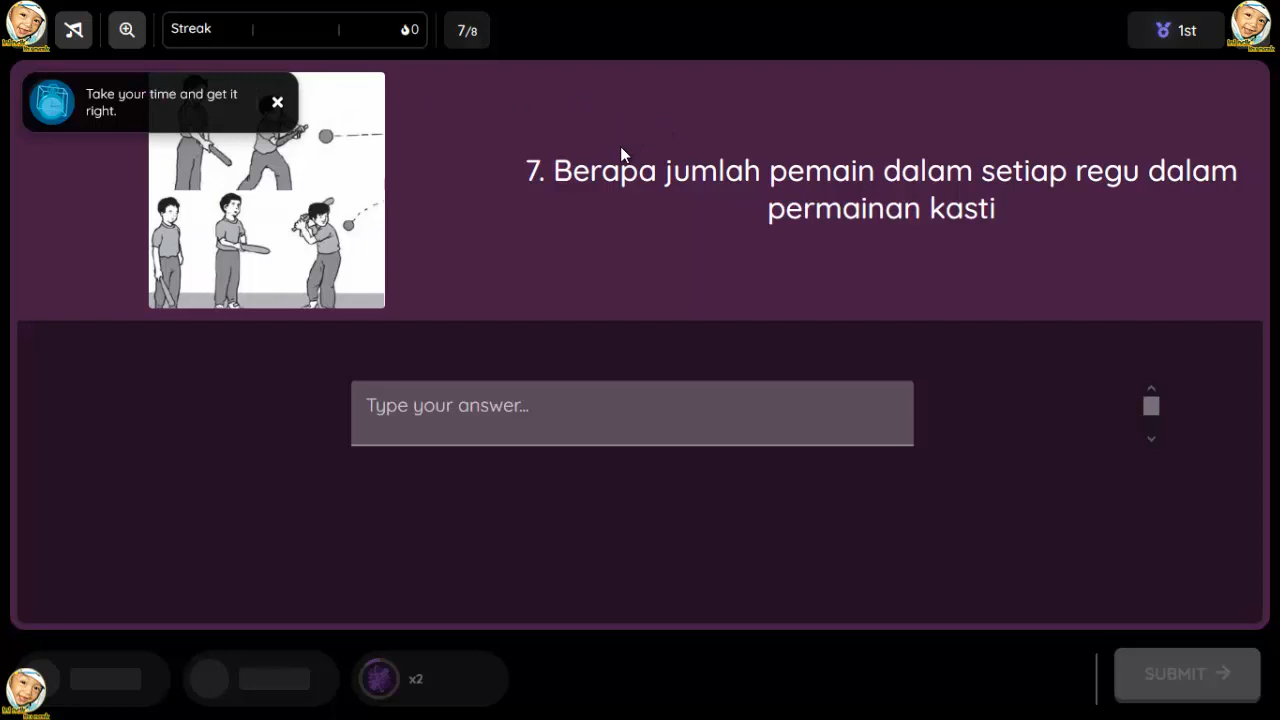 Streak
0
7/8
1st
Take your time and get it
right.
7. Berapa jumlah pemain dalam setiap regu dalam
permainan kasti
Type your answer...
x2
SUBMIT